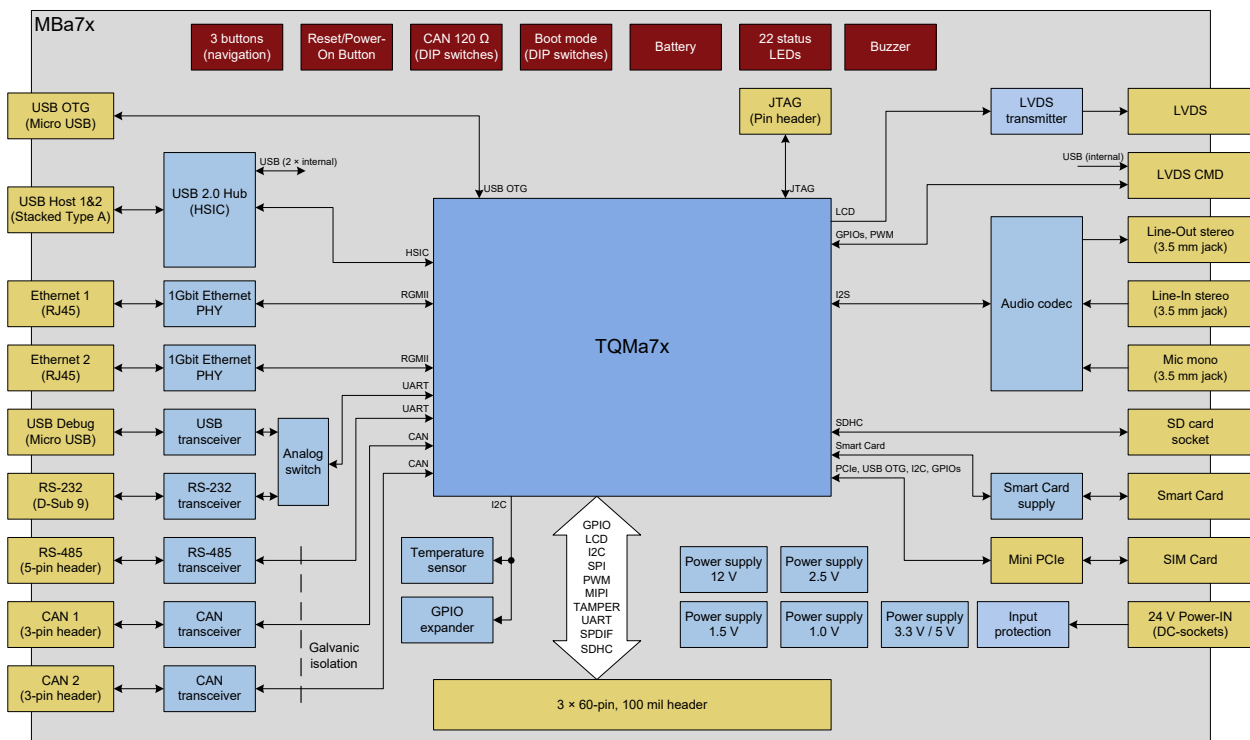 MBa7x
3 buttons
(navigation)
Reset/Power-
On Button
CAN 120 Ω
(DIP switches)
Boot mode
(DIP switches)
Battery
22 status
LEDs
Buzzer
USB OTG
(Micro USB)
JTAG
(Pin header)
LVDS
transmitter
LVDS
USB 2.0 Hub
(HSIC)
USB (2 × internal)
USB (internal)
LVDS CMD
USB Host 1&2
(Stacked Type A)
USB OTG
JTAG
LCD
GPIOs, PWM
HSIC
Line-Out stereo
(3.5 mm jack)
Ethernet 1
(RJ45)
1Gbit Ethernet
PHY
RGMII
TQMa7x
I2S
Audio codec
Line-In stereo
(3.5 mm jack)
Ethernet 2
(RJ45)
1Gbit Ethernet
PHY
RGMII
Mic mono
(3.5 mm jack)
UART
UART
CAN
CAN
USB Debug
(Micro USB)
USB
transceiver
Analog
switch
SDHC
SD card
socket
Smart Card
PCIe, USB OTG, I2C, GPIOs
RS-232
(D-Sub 9)
RS-232
transceiver
Smart Card
supply
Smart Card
I2C
RS-485
(5-pin header)
RS-485
transceiver
Temperature
sensor
GPIO
LCD
I2C
SPI
PWM
MIPI
TAMPER
UART
SPDIF
SDHC
Power supply
12 V
Power supply
2.5 V
Mini PCIe
SIM Card
CAN 1
(3-pin header)
CAN
transceiver
Galvanic
isolation
GPIO
expander
Power supply
1.5 V
Power supply
1.0 V
Power supply
3.3 V / 5 V
Input
protection
24 V Power-IN
(DC-sockets)
CAN 2
(3-pin header)
CAN
transceiver
3 × 60-pin, 100 mil header